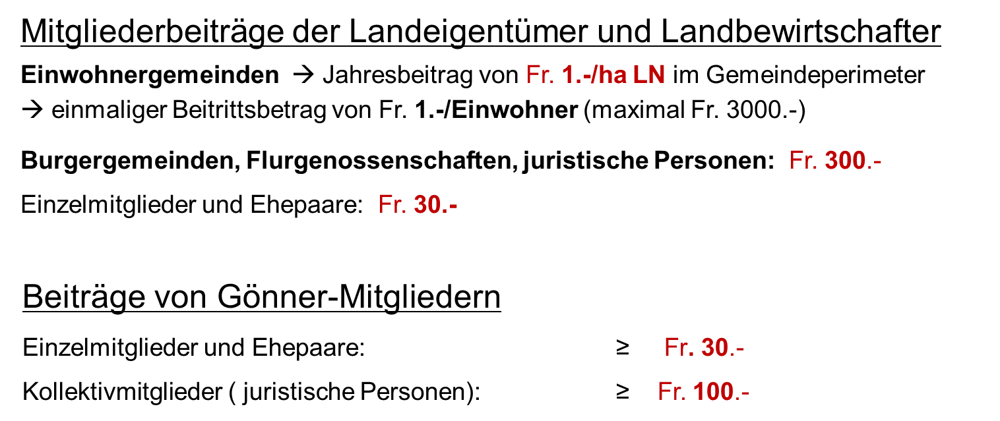 Mitgliederbeiträge der Landeigentümer und Landbewirtschafter
Einwohnergemeinden → Jahresbeitrag von Fr. 1.-/ha LN im Gemeindeperimeter
→ einmaliger Beitrittsbetrag von Fr. 1.-/Einwohner (maximal Fr. 3000.-)
Burgergemeinden, Flurgenossenschaften, juristische Personen: Fr. 300.-
Einzelmitglieder und Ehepaare: Fr. 30.-
Beiträge von Gönner-Mitgliedern
Einzelmitglieder und Ehepaare: ≥ Fr. 30.-
Kollektivmitglieder ( juristische Personen): ≥ Fr. 100.-